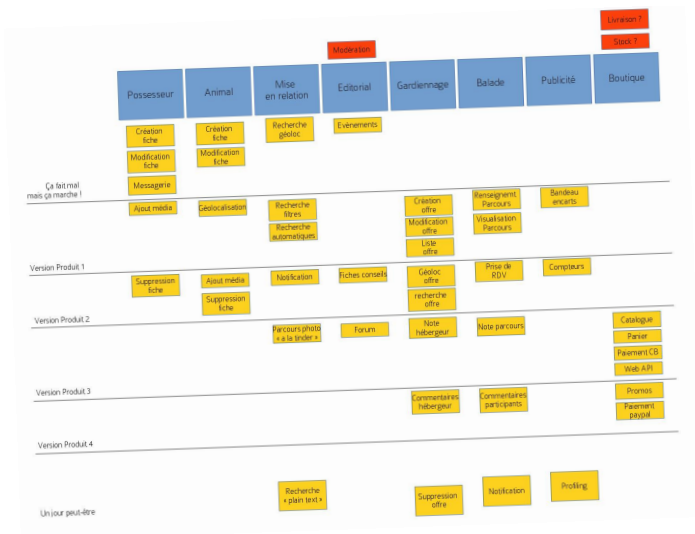 Livraison ?
Stock ?
Modération
Possesseur
Animal
Mise
en relation
Editorial
Gardiennage
Balade
Publicité
Boutique
Création
fiche
Création
fiche
Recherche
géoloc
Evènements
Modification
fiche
Modification
fiche
Messagerie
Ça fait mal
mais ça marche !
Ajout média
Géolocalisation
Recherche
filtres
Recherche
automatiques
Création
offre
Modification
offre
Liste
offre
Renseignemt
Parcours
Visualisation
Parcours
Bandeau
encarts
Version Produit 1
Suppression
fiche
Ajout média
Suppression
fiche
Notification
Fiches conseils
Géoloc
offre
recherche
offre
Prise de
RDV
Compteurs
Version Produit 2
Parcours photo
« a la tinder »
Forum
Note
hébergeur
Note parcours
Catalogue
Panier
Paiement CB
Web API
Version Produit 3
Commentaires
hébergeur
Commentaires
participants
Promos
Paiement
paypal
Version Produit 4
Recherche
« plain text »
Suppression
offre
Notification
Profiling
Un jour peut-être